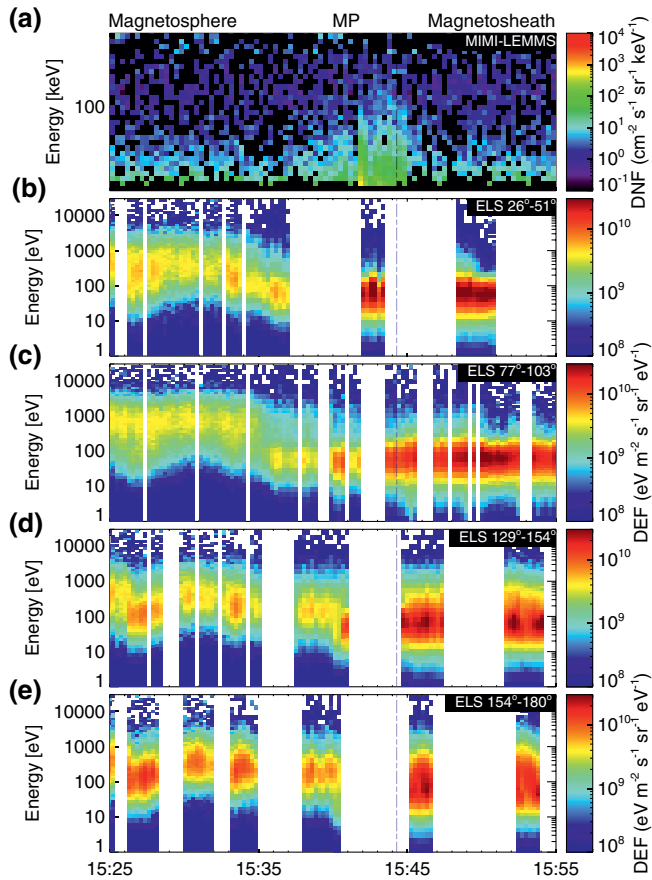 (a) Magnetosphere MP Magnetosheath
MIMI-LEMMS
Energy [keV]
100
10⁴
10³
10²
10¹
10⁰
10⁻¹
DNF (cm⁻² s⁻¹ sr⁻¹ keV⁻¹)
(b)
ELS 26°-51°
Energy [eV]
10000
1000
100
10
1
10¹⁰
10⁹
10⁸
(c)
ELS 77°-103°
Energy [eV]
10000
1000
100
10
1
10¹⁰
10⁹
10⁸
DEF (eV m⁻² s⁻¹ sr⁻¹ eV⁻¹)
(d)
ELS 129°-154°
Energy [eV]
10000
1000
100
10
1
10¹⁰
10⁹
10⁸
(e)
ELS 154°-180°
Energy [eV]
10000
1000
100
10
1
10¹⁰
10⁹
10⁸
DEF (eV m⁻² s⁻¹ sr⁻¹ eV⁻¹)
15:25 15:35 15:45 15:55